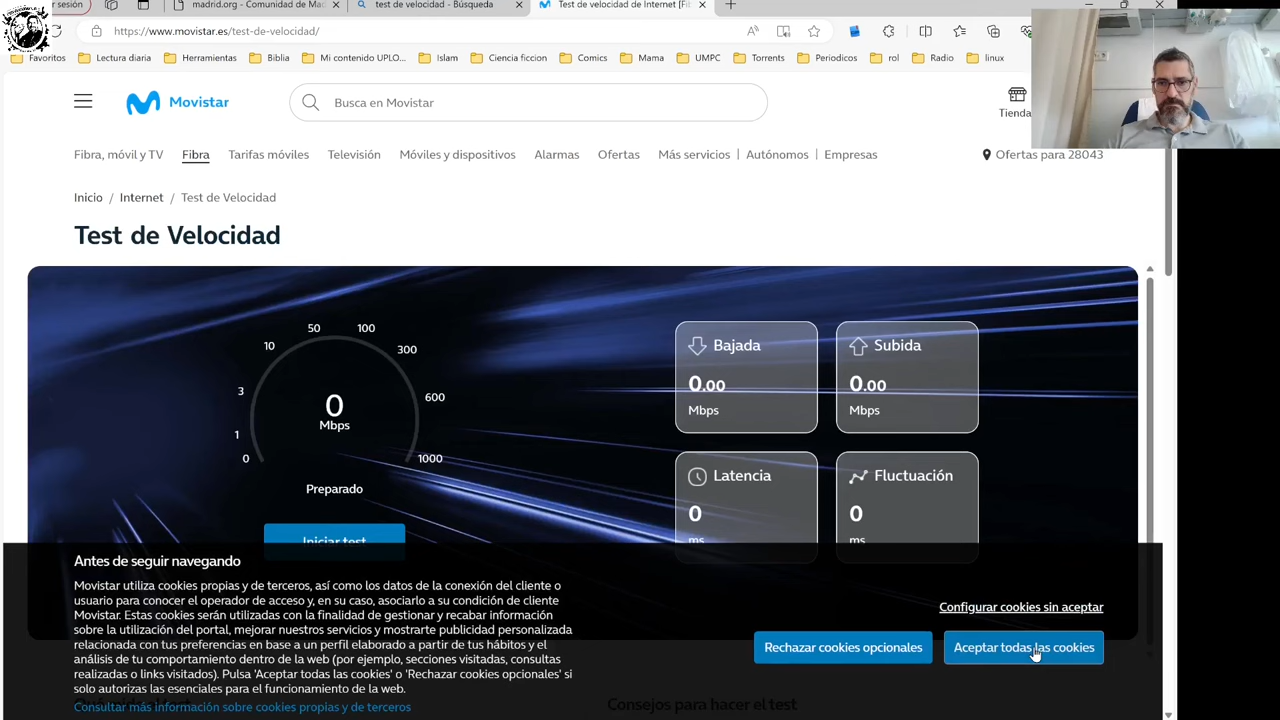 sesión
madrid.org - Comunidad de Ma
test de velocidad - Búsqueda
Test de velocidad de Internet [Fi
https://www.movistar.es/test-de-velocidad/
Favoritos
Lectura diaria
Herramientas
Biblia
Mi contenido UPLO...
Islam
Ciencia ficcion
Comics
Mama
UMPC
Torrents
Periodicos
rol
Radio
linux
Movistar
Busca en Movistar
Tienda
Fibra, móvil y TV
Fibra
Tarifas móviles
Televisión
Móviles y dispositivos
Alarmas
Ofertas
Más servicios
Autónomos
Empresas
Ofertas para 28043
Inicio / Internet / Test de Velocidad
Test de Velocidad
0
1
3
10
50
100
300
600
1000
0
Mbps
Preparado
Iniciar test
Bajada
0.00
Mbps
Subida
0.00
Mbps
Latencia
0
ms
Fluctuación
0
ms
Antes de seguir navegando
Movistar utiliza cookies propias y de terceros, así como los datos de la conexión del cliente o
usuario para conocer el operador de acceso y, en su caso, asociarlo a su condición de cliente
Movistar. Estas cookies serán utilizadas con la finalidad de gestionar y recabar información
sobre la utilización del portal, mejorar nuestros servicios y mostrarte publicidad personalizada
relacionada con tus preferencias en base a un perfil elaborado a partir de tus hábitos y el
análisis de tu comportamiento dentro de la web (por ejemplo, secciones visitadas, consultas
realizadas o links visitados). Pulsa 'Aceptar todas las cookies' o 'Rechazar cookies opcionales' si
solo autorizas las esenciales para el funcionamiento de la web.
Consultar más información sobre cookies propias y de terceros
Configurar cookies sin aceptar
Rechazar cookies opcionales
Aceptar todas las cookies
Consejos para hacer el test